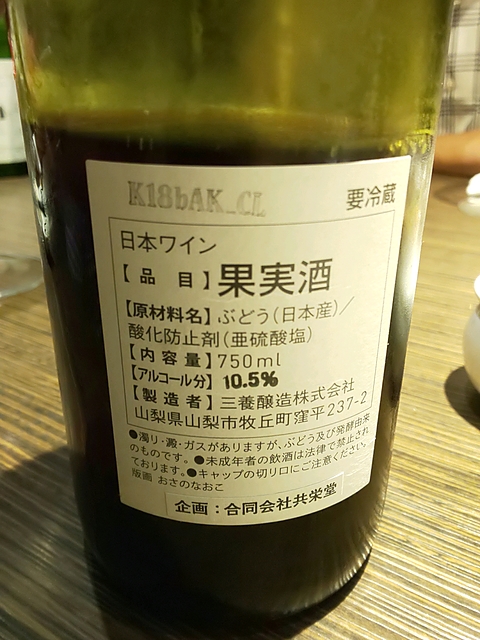 K18bAK_CL
要冷蔵
日本ワイン
【品 目】果実酒
【原材料名】ぶどう(日本産)/
酸化防止剤(亜硫酸塩)
【内 容 量】750ml
【アルコール分】10.5%
【製 造 者】三養醸造株式会社
山梨県山梨市牧丘町窪平237-2
●濁り・澱・ガスがありますが、ぶどう及び発酵由来
のものです。●未成年者の飲酒は法律で禁止され
ております。●キャップの切り口にご注意ください。
版画 おさのなおこ
企画:合同会社共栄堂